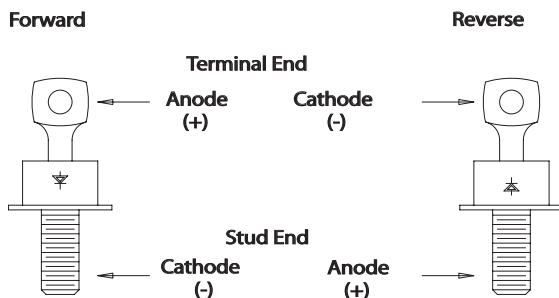 Forward Reverse
Terminal End
Anode Cathode
(+) (-)
Stud End
Cathode Anode
(-) (+)